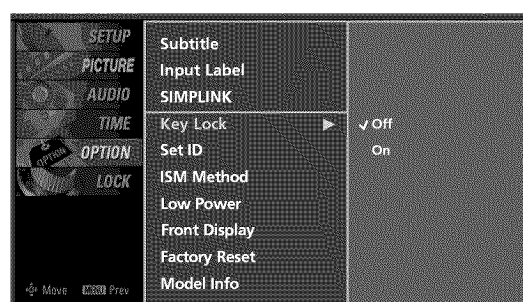 SETUP
PICTURE
AUDIO
TIME
OPTION
LOCK
Move MENU Prev
Subtitle
Input Label
SIMPLINK
Key Lock ▶
Set ID
ISM Method
Low Power
Front Display
Factory Reset
Model Info
✓ Off
On